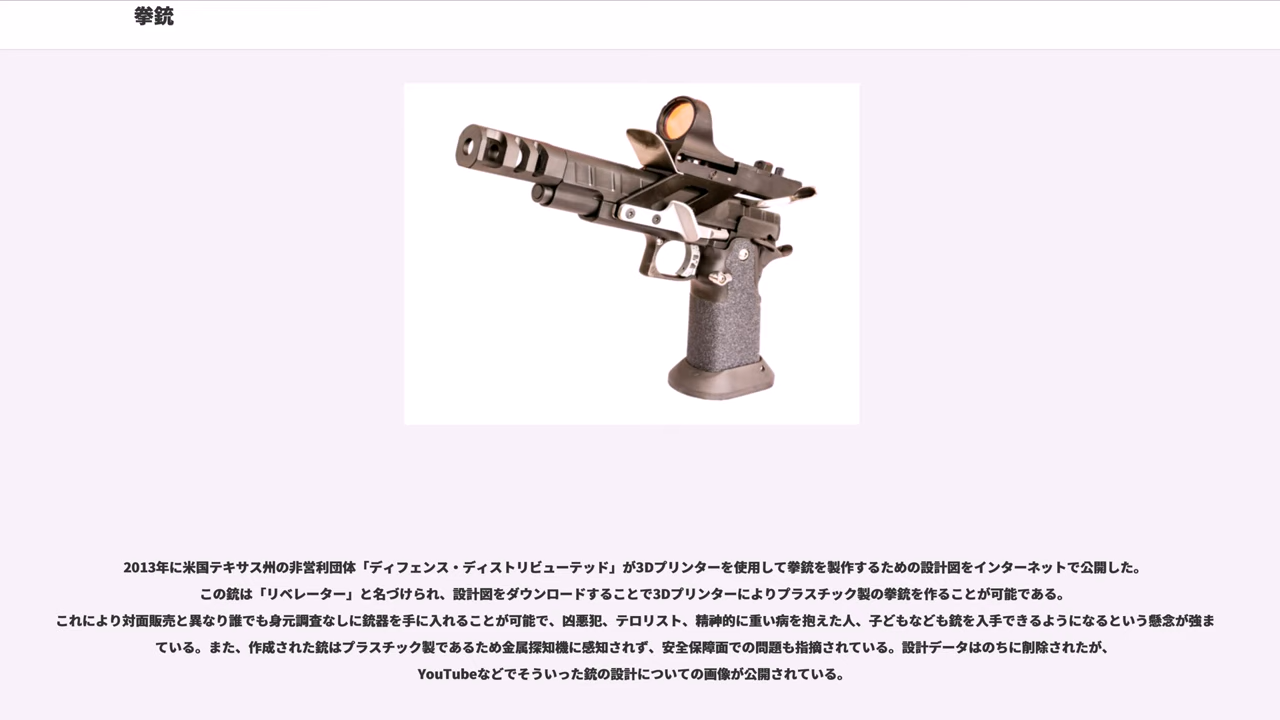 拳銃
2013年に米国テキサス州の非営利団体「ディフェンス・ディストリビューテッド」が3Dプリンターを使用して拳銃を製作するための設計図をインターネットで公開した。
この銃は「リベレーター」と名づけられ、設計図をダウンロードすることで3Dプリンターによりプラスチック製の拳銃を作ることが可能である。
これにより対面販売と異なり誰でも身元調査なしに銃器を手に入れることが可能で、凶悪犯、テロリスト、精神的に重い病を抱えた人、子どもなども銃を入手できるようになるという懸念が強ま
ている。また、作成された銃はプラスチック製であるため金属探知機に感知されず、安全保障面での問題も指摘されている。設計データはのちに削除されたが、
YouTubeなどでそういった銃の設計についての画像が公開されている。